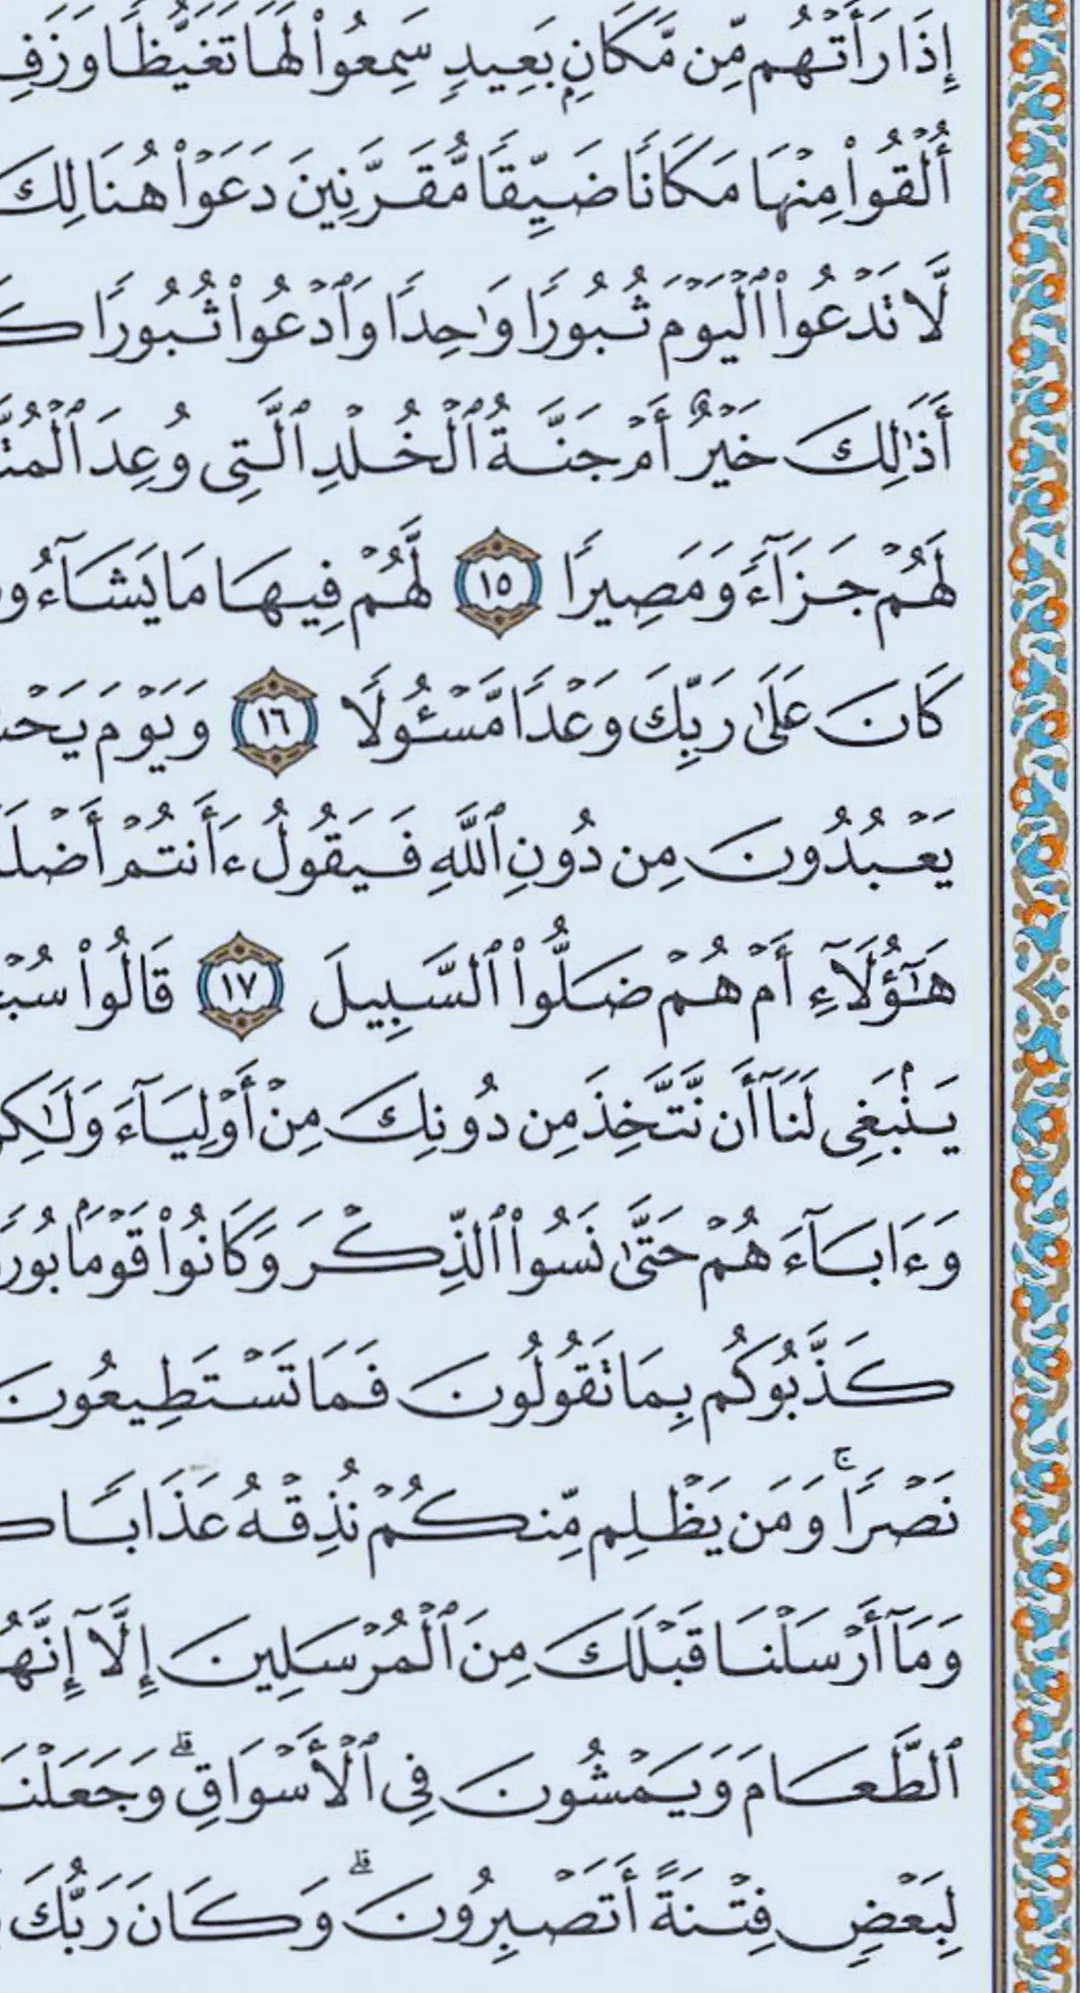 إِذَا رَأَتۡهُم مِّن مَّكَانِۭ بَعِيدٖ سَمِعُواْ لَهَا تَغَيُّظٗا وَزَفِ
أُلۡقُواْ مِنۡهَا مَكَانٗا ضَيِّقٗا مُّقَرَّنِينَ دَعَوۡاْ هُنَالِكَ
لَّا تَدۡعُواْ ٱلۡيَوۡمَ ثُبُورٗا وَٰحِدٗا وَٱدۡعُواْ ثُبُورٗا كَ
أَذَٰلِكَ خَيۡرٌ أَمۡ جَنَّةُ ٱلۡخُلۡدِ ٱلَّتِي وُعِدَ ٱلۡمُتَّ
لَهُمۡ جَزَآءٗ وَمَصِيرٗا ١٥ لَّهُمۡ فِيهَا مَا يَشَآءُو
كَانَ عَلَىٰ رَبِّكَ وَعۡدٗا مَّسۡـُٔولٗا ١٦ وَيَوۡمَ يَحۡ
يَعۡبُدُونَ مِن دُونِ ٱللَّهِ فَيَقُولُ ءَأَنتُمۡ أَضۡلَ
هَٰٓؤُلَآءِ أَمۡ هُمۡ ضَلُّواْ ٱلسَّبِيلَ ١٧ قَالُواْ سُبۡ
يَنۢبَغِي لَنَآ أَن نَّتَّخِذَ مِن دُونِكَ مِنۡ أَوۡلِيَآءَ وَلَٰكِ
وَءَابَآءَهُمۡ حَتَّىٰ نَسُواْ ٱلذِّكۡرَ وَكَانُواْ قَوۡمَۢا بُورٗ
كَذَّبُوكُم بِمَا تَقُولُونَ فَمَا تَسۡتَطِيعُونَ
نَصۡرٗاۚ وَمَن يَظۡلِم مِّنكُمۡ نُذِقۡهُ عَذَابٗا كَ
وَمَآ أَرۡسَلۡنَا قَبۡلَكَ مِنَ ٱلۡمُرۡسَلِينَ إِلَّآ إِنَّهُ
ٱلطَّعَامَ وَيَمۡشُونَ فِي ٱلۡأَسۡوَاقِۗ وَجَعَلۡنَ
لِبَعۡضٖ فِتۡنَةً أَتَصۡبِرُونَۗ وَكَانَ رَبُّكَ